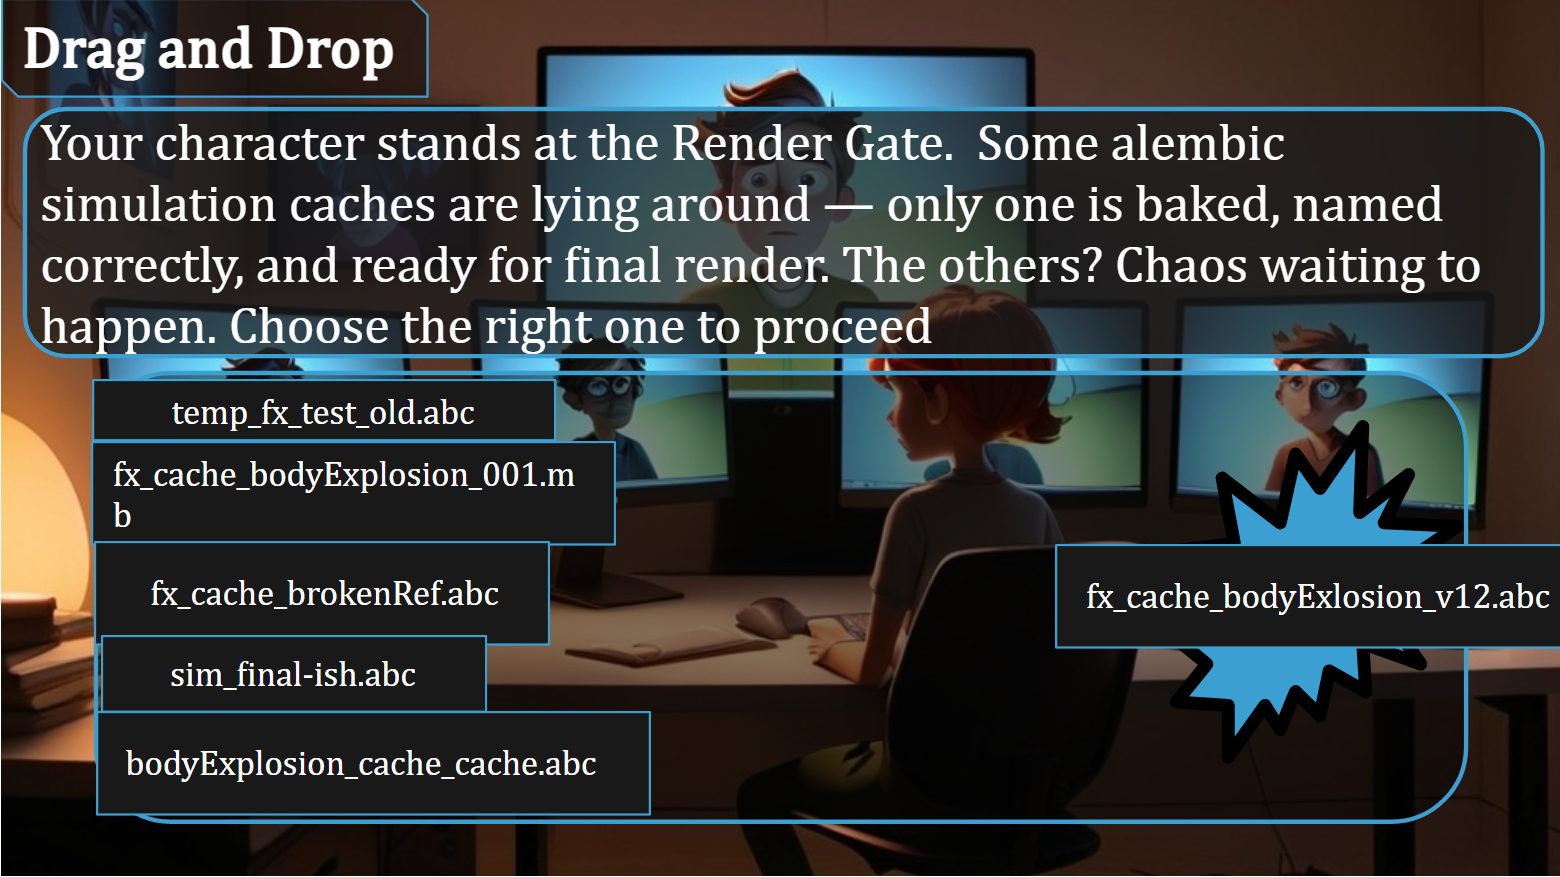 Drag and Drop
Your character stands at the Render Gate.  Some alembic
simulation caches are lying around — only one is baked, named
correctly, and ready for final render. The others? Chaos waiting to
happen. Choose the right one to proceed
temp_fx_test_old.abc
fx_cache_bodyExplosion_001.m
b
fx_cache_brokenRef.abc
fx_cache_bodyExlosion_v12.abc
sim_final-ish.abc
bodyExplosion_cache_cache.abc